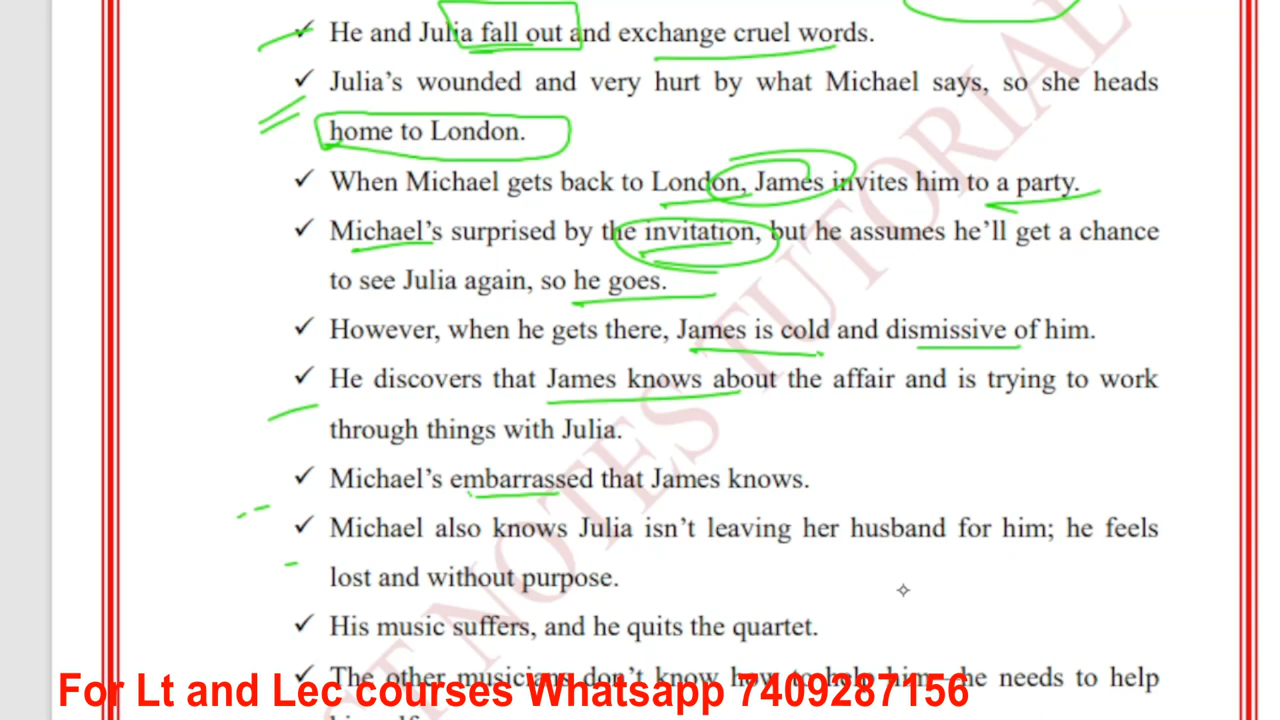 He and Julia fall out and exchange cruel words.
Julia's wounded and very hurt by what Michael says, so she heads
home to London.
When Michael gets back to London, James invites him to a party.
Michael's surprised by the invitation, but he assumes he'll get a chance
to see Julia again, so he goes.
However, when he gets there, James is cold and dismissive of him.
He discovers that James knows about the affair and is trying to work
through things with Julia.
Michael's embarrassed that James knows.
Michael also knows Julia isn't leaving her husband for him; he feels
lost and without purpose.
His music suffers, and he quits the quartet.
The other musicians don't know how to help him he needs to help
For Lt and Lec courses Whatsapp 7409287156
NOTES TUTORIAL